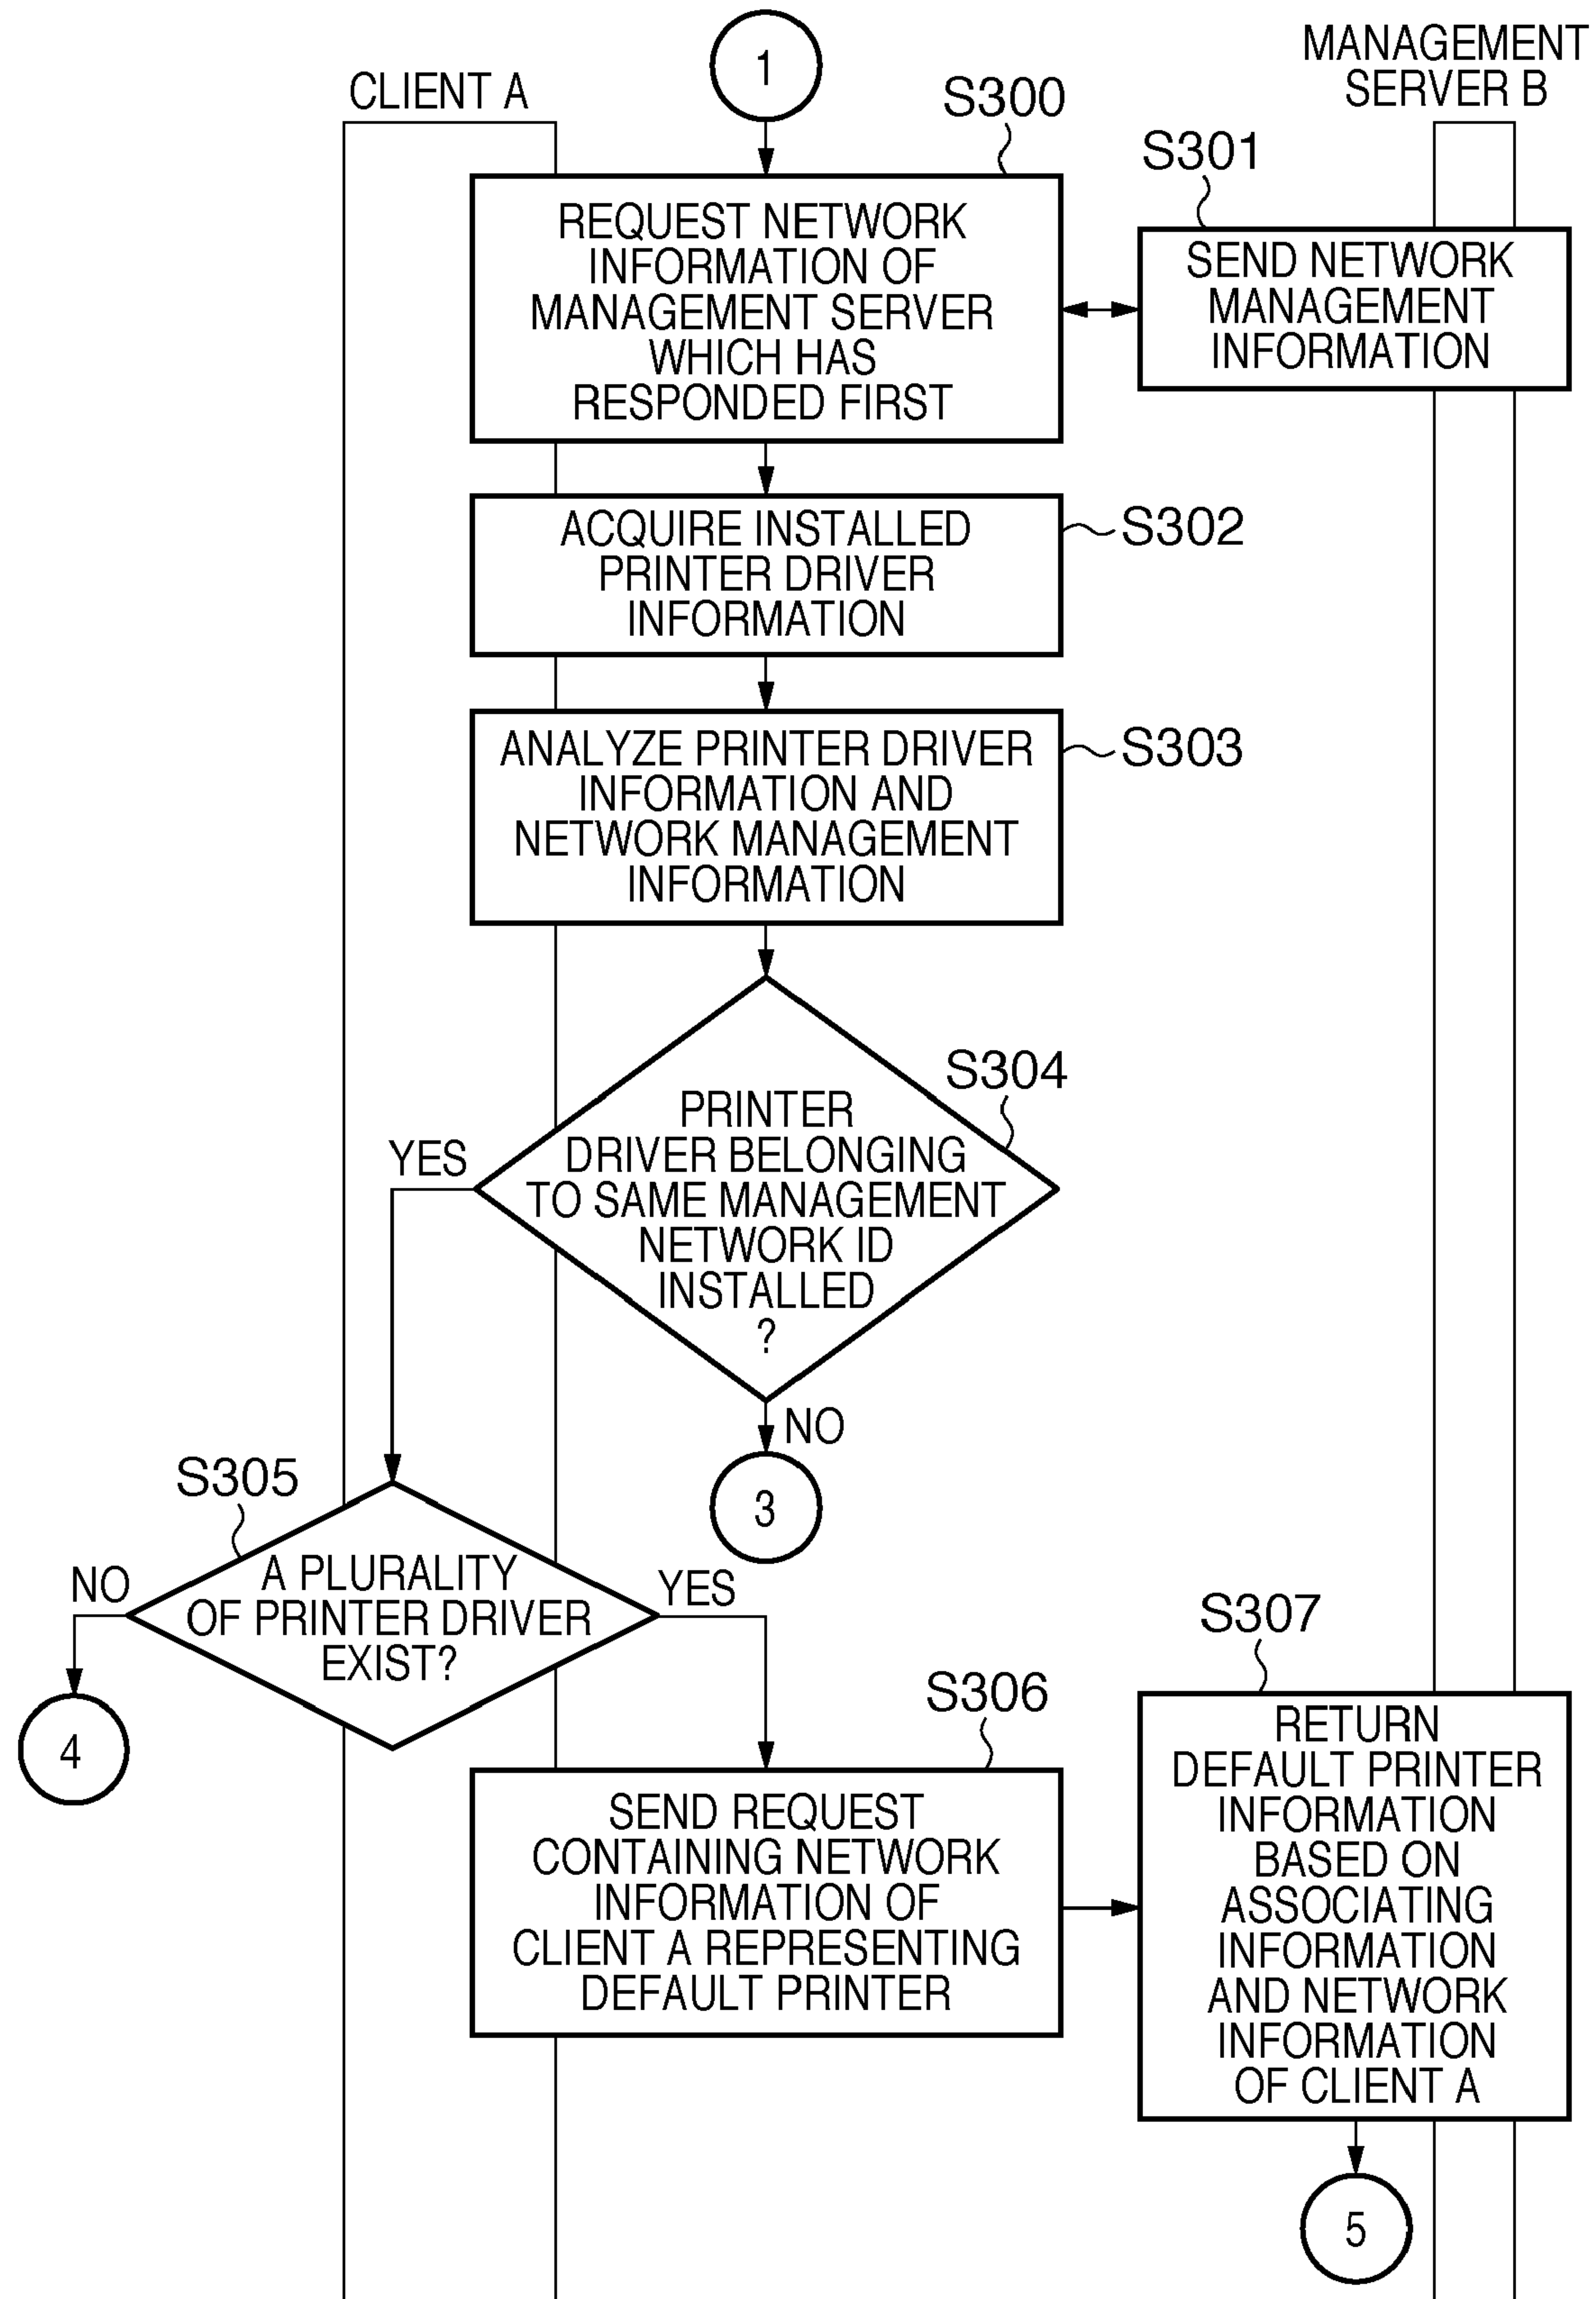 1
CLIENT A
MANAGEMENT
SERVER B
S300
S301
REQUEST NETWORK
INFORMATION OF
MANAGEMENT SERVER
WHICH HAS
RESPONDED FIRST
SEND NETWORK
MANAGEMENT
INFORMATION
ACQUIRE INSTALLED
PRINTER DRIVER
INFORMATION
S302
ANALYZE PRINTER DRIVER
INFORMATION AND
NETWORK MANAGEMENT
INFORMATION
S303
S304
PRINTER
DRIVER BELONGING
TO SAME MANAGEMENT
NETWORK ID
INSTALLED
?
YES
NO
3
S305
A PLURALITY
OF PRINTER DRIVER
EXIST?
NO
YES
4
S306
SEND REQUEST
CONTAINING NETWORK
INFORMATION OF
CLIENT A REPRESENTING
DEFAULT PRINTER
S307
RETURN
DEFAULT PRINTER
INFORMATION
BASED ON
ASSOCIATING
INFORMATION
AND NETWORK
INFORMATION
OF CLIENT A
5